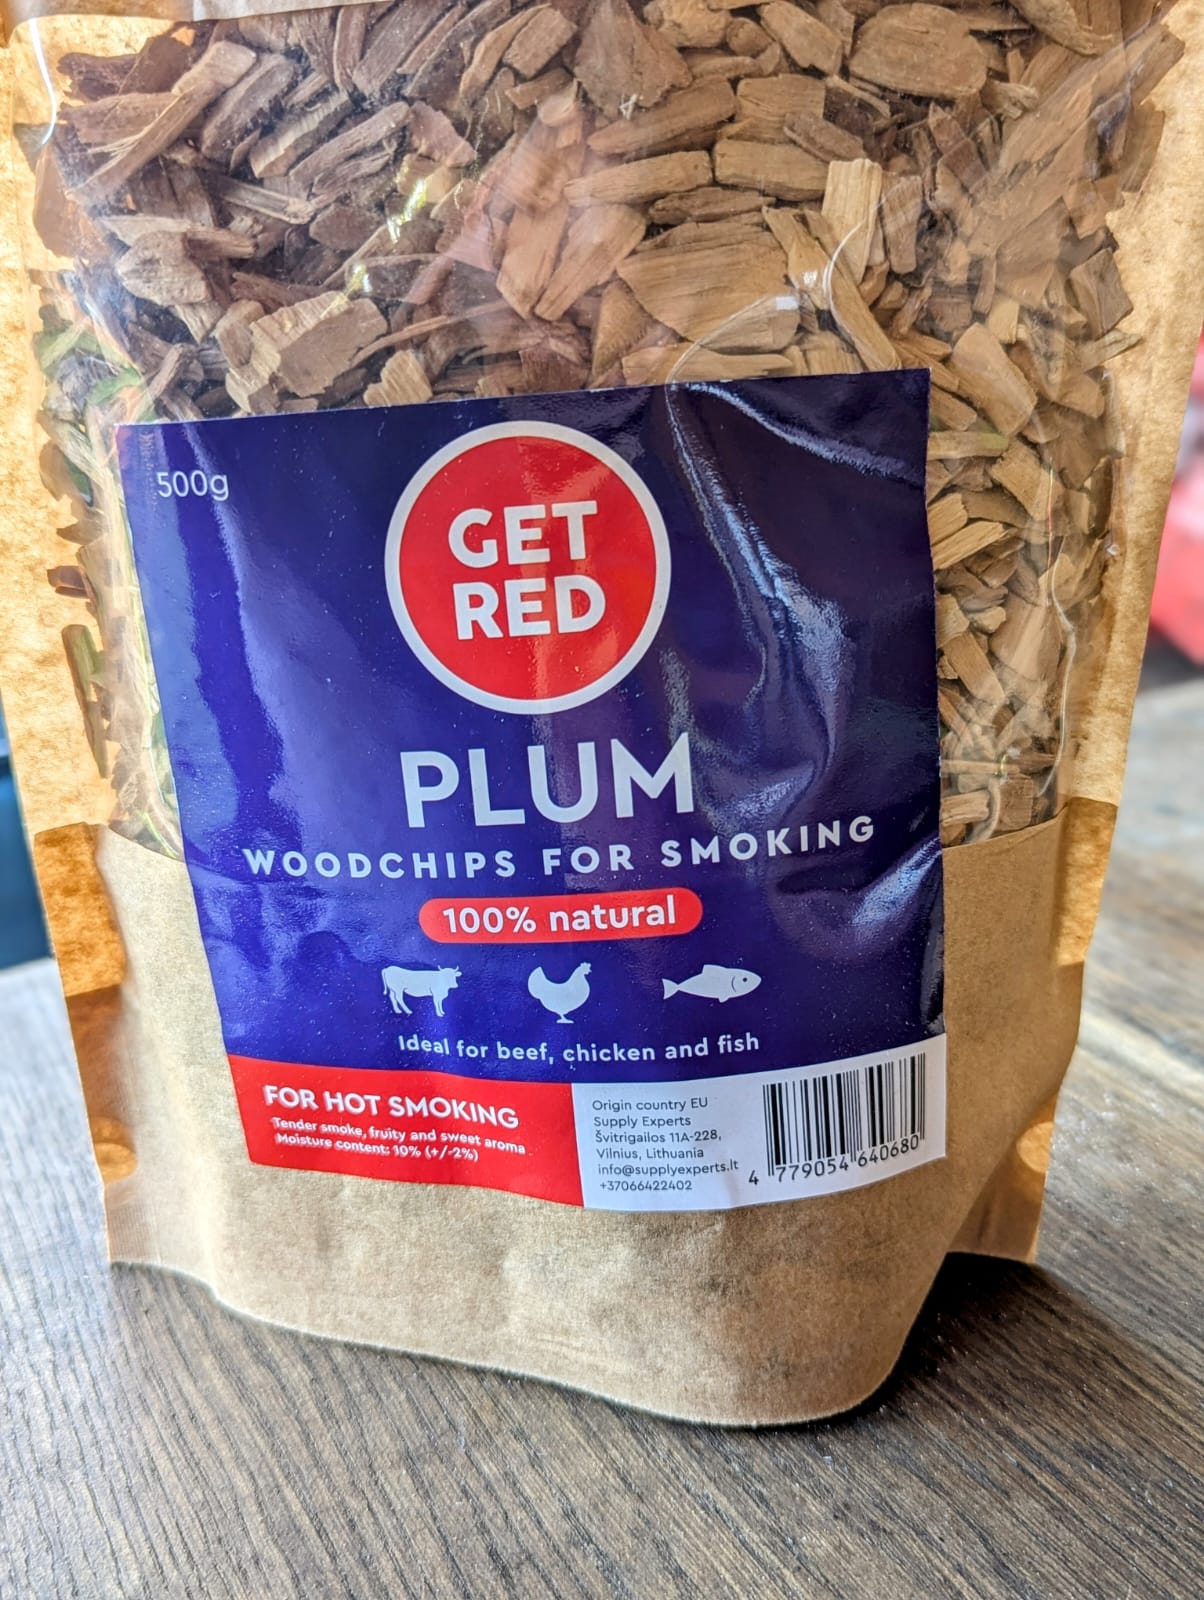 500g
GET
RED
PLUM
WOODCHIPS FOR SMOKING
100% natural
Ideal for beef, chicken and fish
FOR HOT SMOKING
Tender smoke, fruity and sweet aroma
Moisture content: 10% (+/-2%)
Origin country EU
Supply Experts
Švitrigailos 11A-228,
Vilnius, Lithuania
info@supplyexperts.lt
+37066422402
4 779054 640680